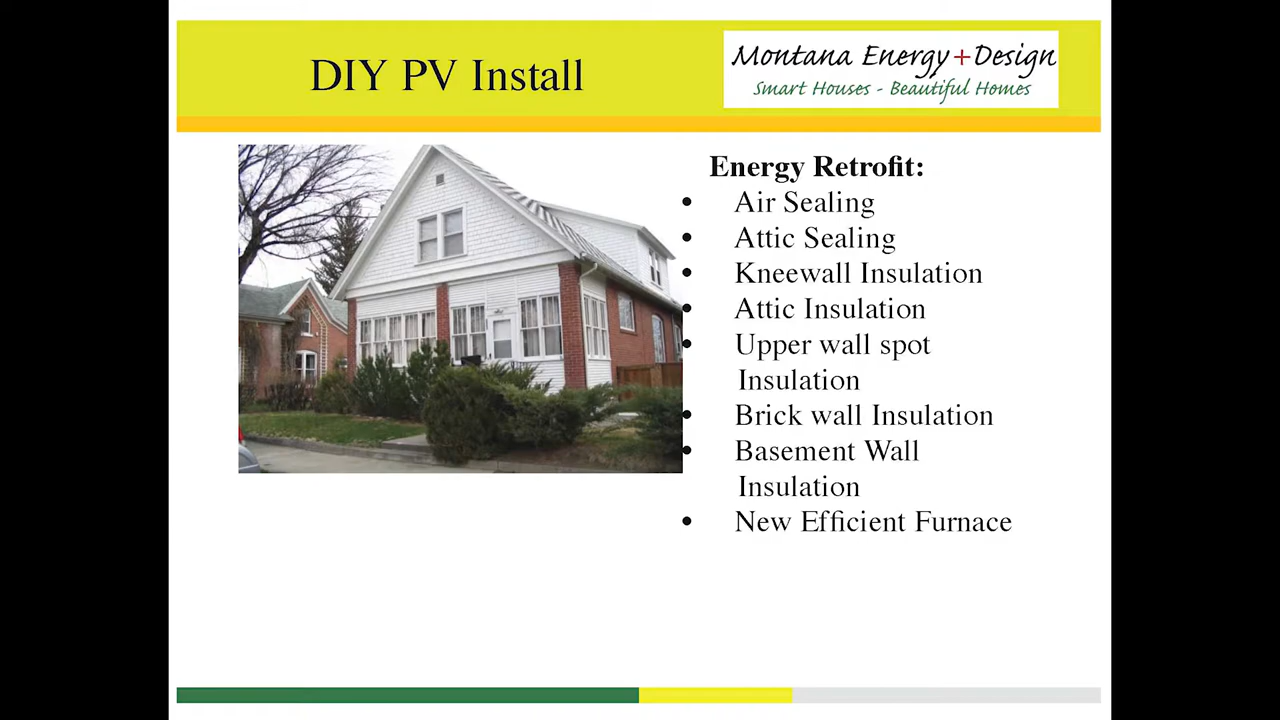 DIY PV Install
Montana Energy+Design
Smart Houses - Beautiful Homes
Energy Retrofit:
• Air Sealing
• Attic Sealing
• Kneewall Insulation
• Attic Insulation
• Upper wall spot
Insulation
• Brick wall Insulation
• Basement Wall
Insulation
• New Efficient Furnace